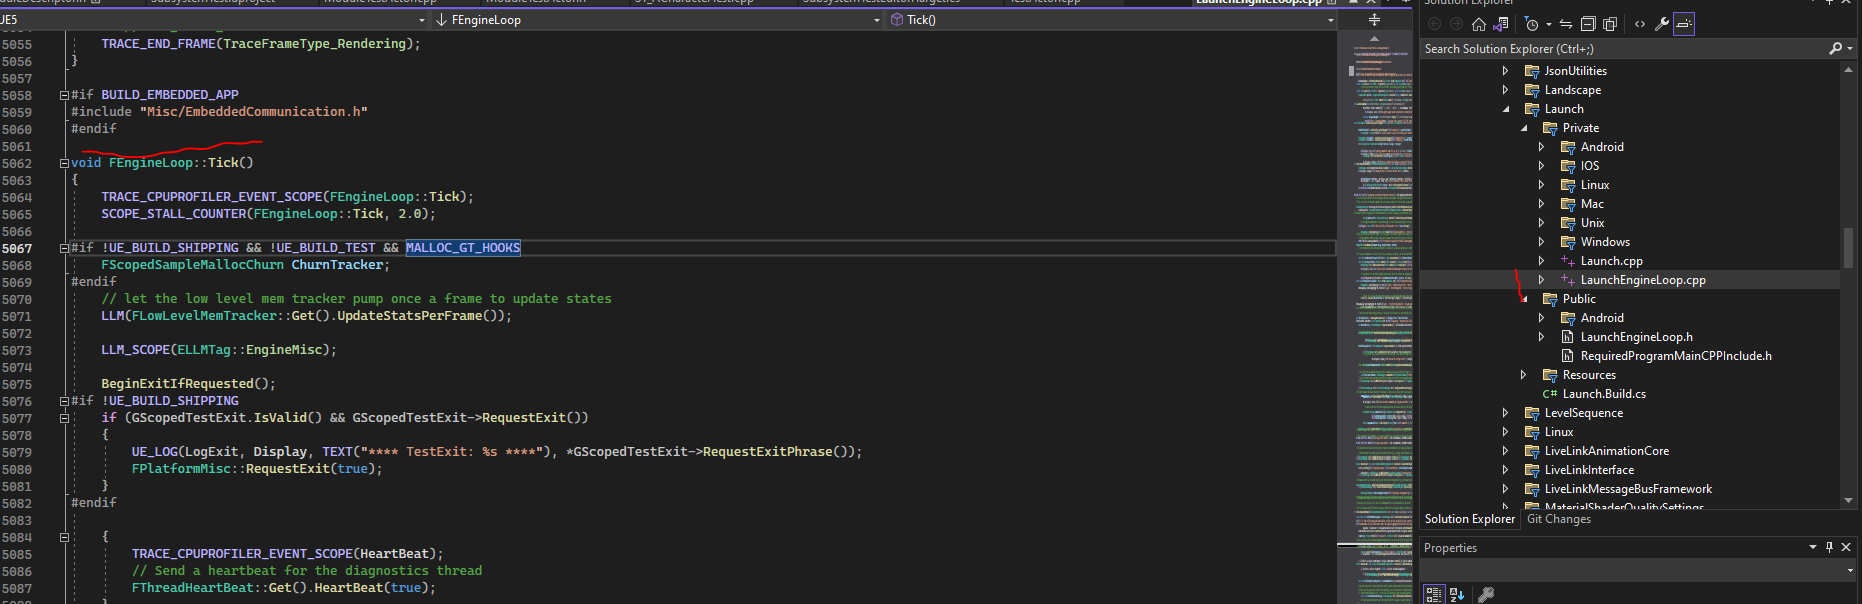 UE5
FEngineLoop
Tick()
5055 TRACE_END_FRAME(TraceFrameType_Rendering);
5056 }
5057
5058 #if BUILD_EMBEDDED_APP
5059 #include "Misc/EmbeddedCommunication.h"
5060 #endif
5061
5062 void FEngineLoop::Tick()
5063 {
5064 TRACE_CPUPROFILER_EVENT_SCOPE(FEngineLoop::Tick);
5065 SCOPE_STALL_COUNTER(FEngineLoop::Tick, 2.0);
5066
5067 #if !UE_BUILD_SHIPPING && !UE_BUILD_TEST && MALLOC_GT_HOOKS
5068 FScopedSampleMallocChurn ChurnTracker;
5069 #endif
5070 // let the low level mem tracker pump once a frame to update states
5071 LLM(FLowLevelMemTracker::Get().UpdateStatsPerFrame());
5072
5073 LLM_SCOPE(ELLMTag::EngineMisc);
5074
5075 BeginExitIfRequested();
5076 #if !UE_BUILD_SHIPPING
5077 if (GScopedTestExit.IsValid() && GScopedTestExit->RequestExit())
5078 {
5079 UE_LOG(LogExit, Display, TEXT("**** TestExit: %s ****"), *GScopedTestExit->RequestExitPhrase());
5080 FPlatformMisc::RequestExit(true);
5081 }
5082 #endif
5083
5084 {
5085 TRACE_CPUPROFILER_EVENT_SCOPE(HeartBeat);
5086 // Send a heartbeat for the diagnostics thread
5087 FThreadHeartBeat::Get().HeartBeat(true);
Solution Explorer
Search Solution Explorer (Ctrl+;)
JsonUtilities
Landscape
Launch
Private
Android
IOS
Linux
Mac
Unix
Windows
Launch.cpp
LaunchEngineLoop.cpp
Public
Android
LaunchEngineLoop.h
RequiredProgramMainCPPInclude.h
Resources
C# Launch.Build.cs
LevelSequence
Linux
LiveLinkAnimationCore
LiveLinkInterface
LiveLinkMessageBusFramework
MaterialShaderQualitySettings
Solution Explorer
Git Changes
Properties